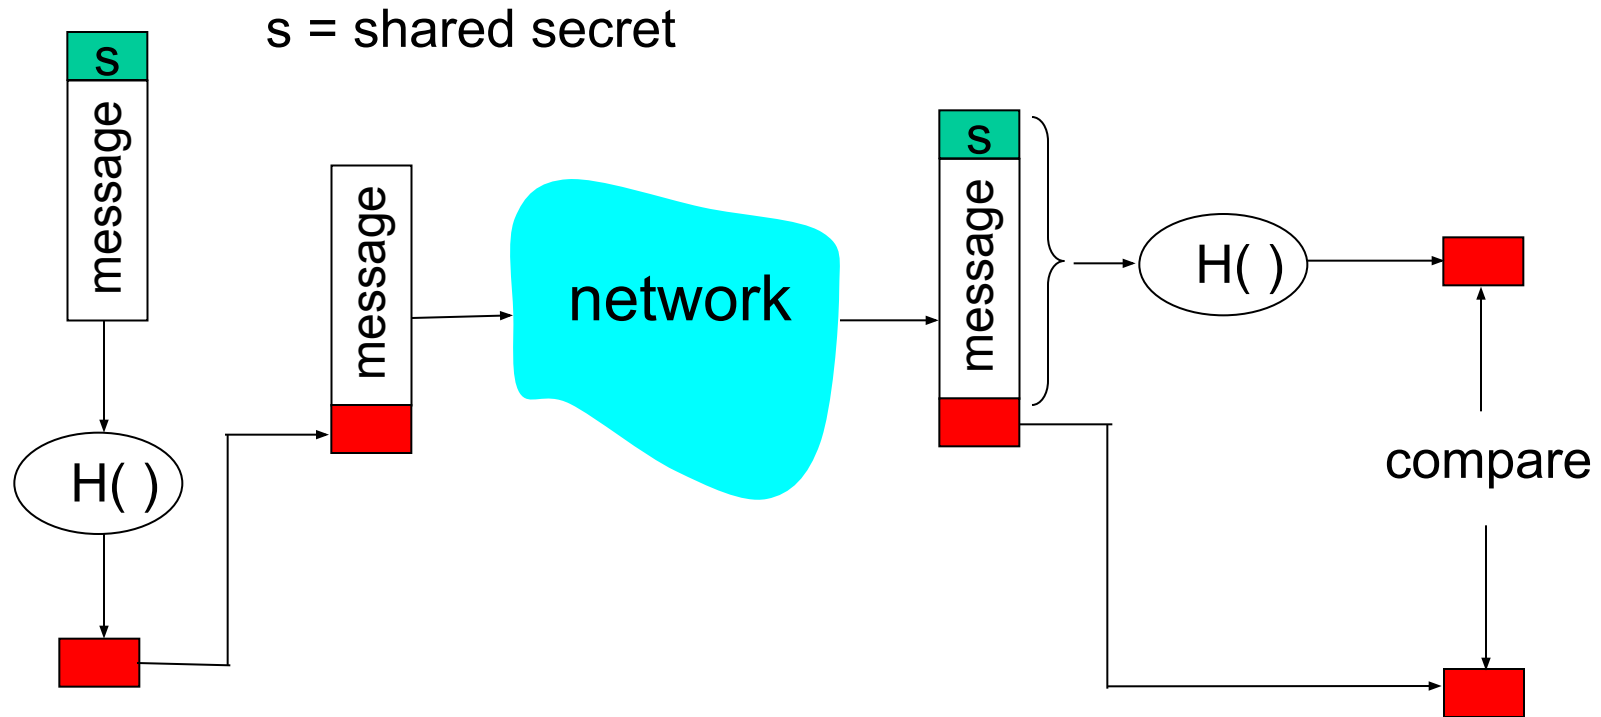 s = shared secret
s
message
H( )
message
network
s
message
H( )
compare